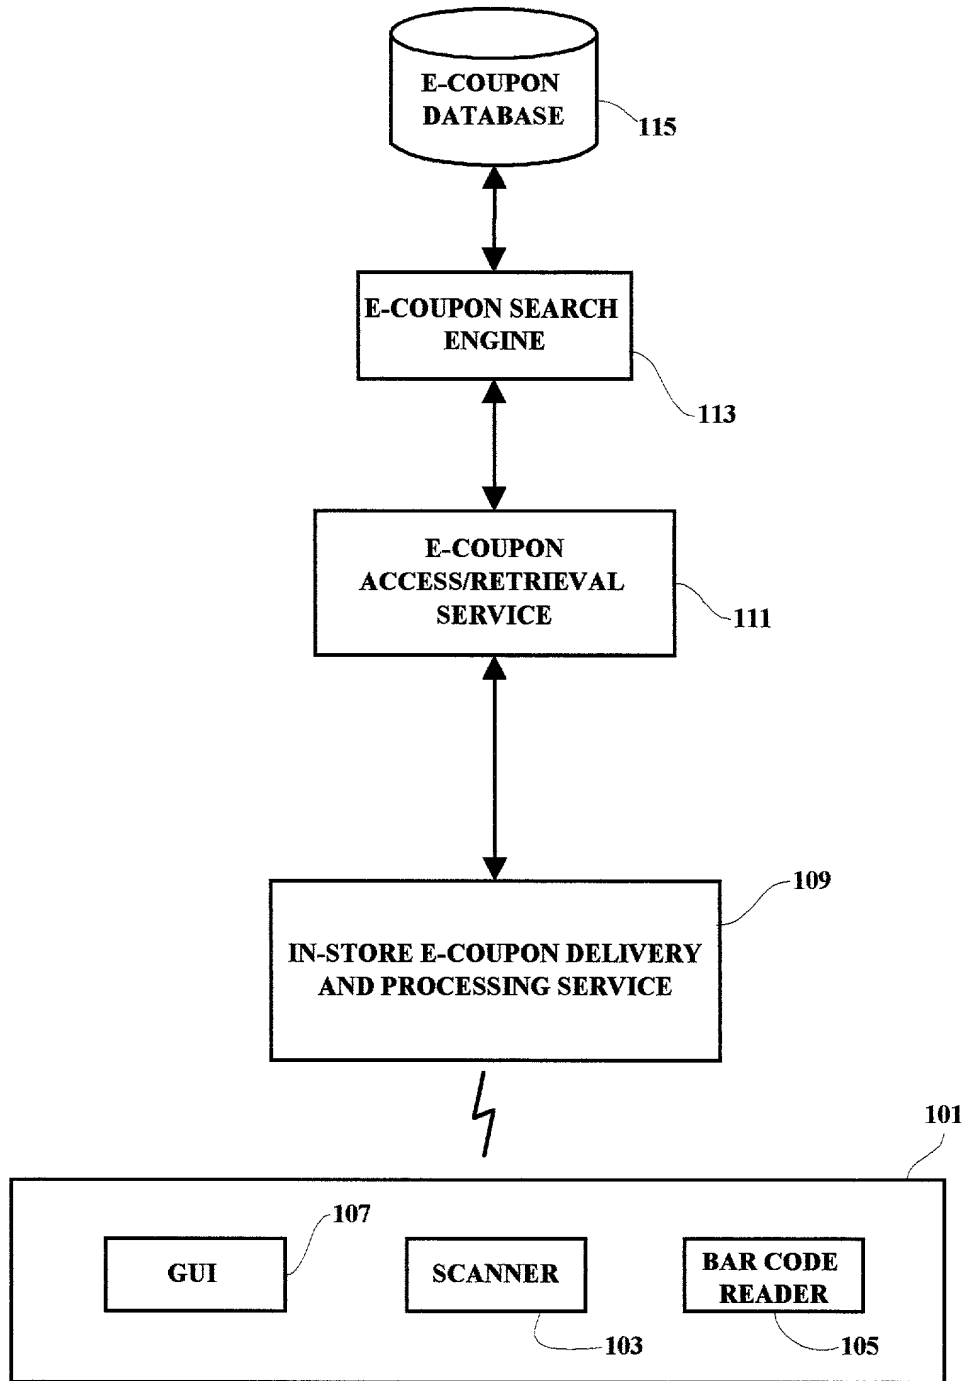 E-COUPON
DATABASE
115
E-COUPON SEARCH
ENGINE
113
E-COUPON
ACCESS/RETRIEVAL
SERVICE
111
109
IN-STORE E-COUPON DELIVERY
AND PROCESSING SERVICE
101
107
GUI
SCANNER
BAR CODE
READER
103
105